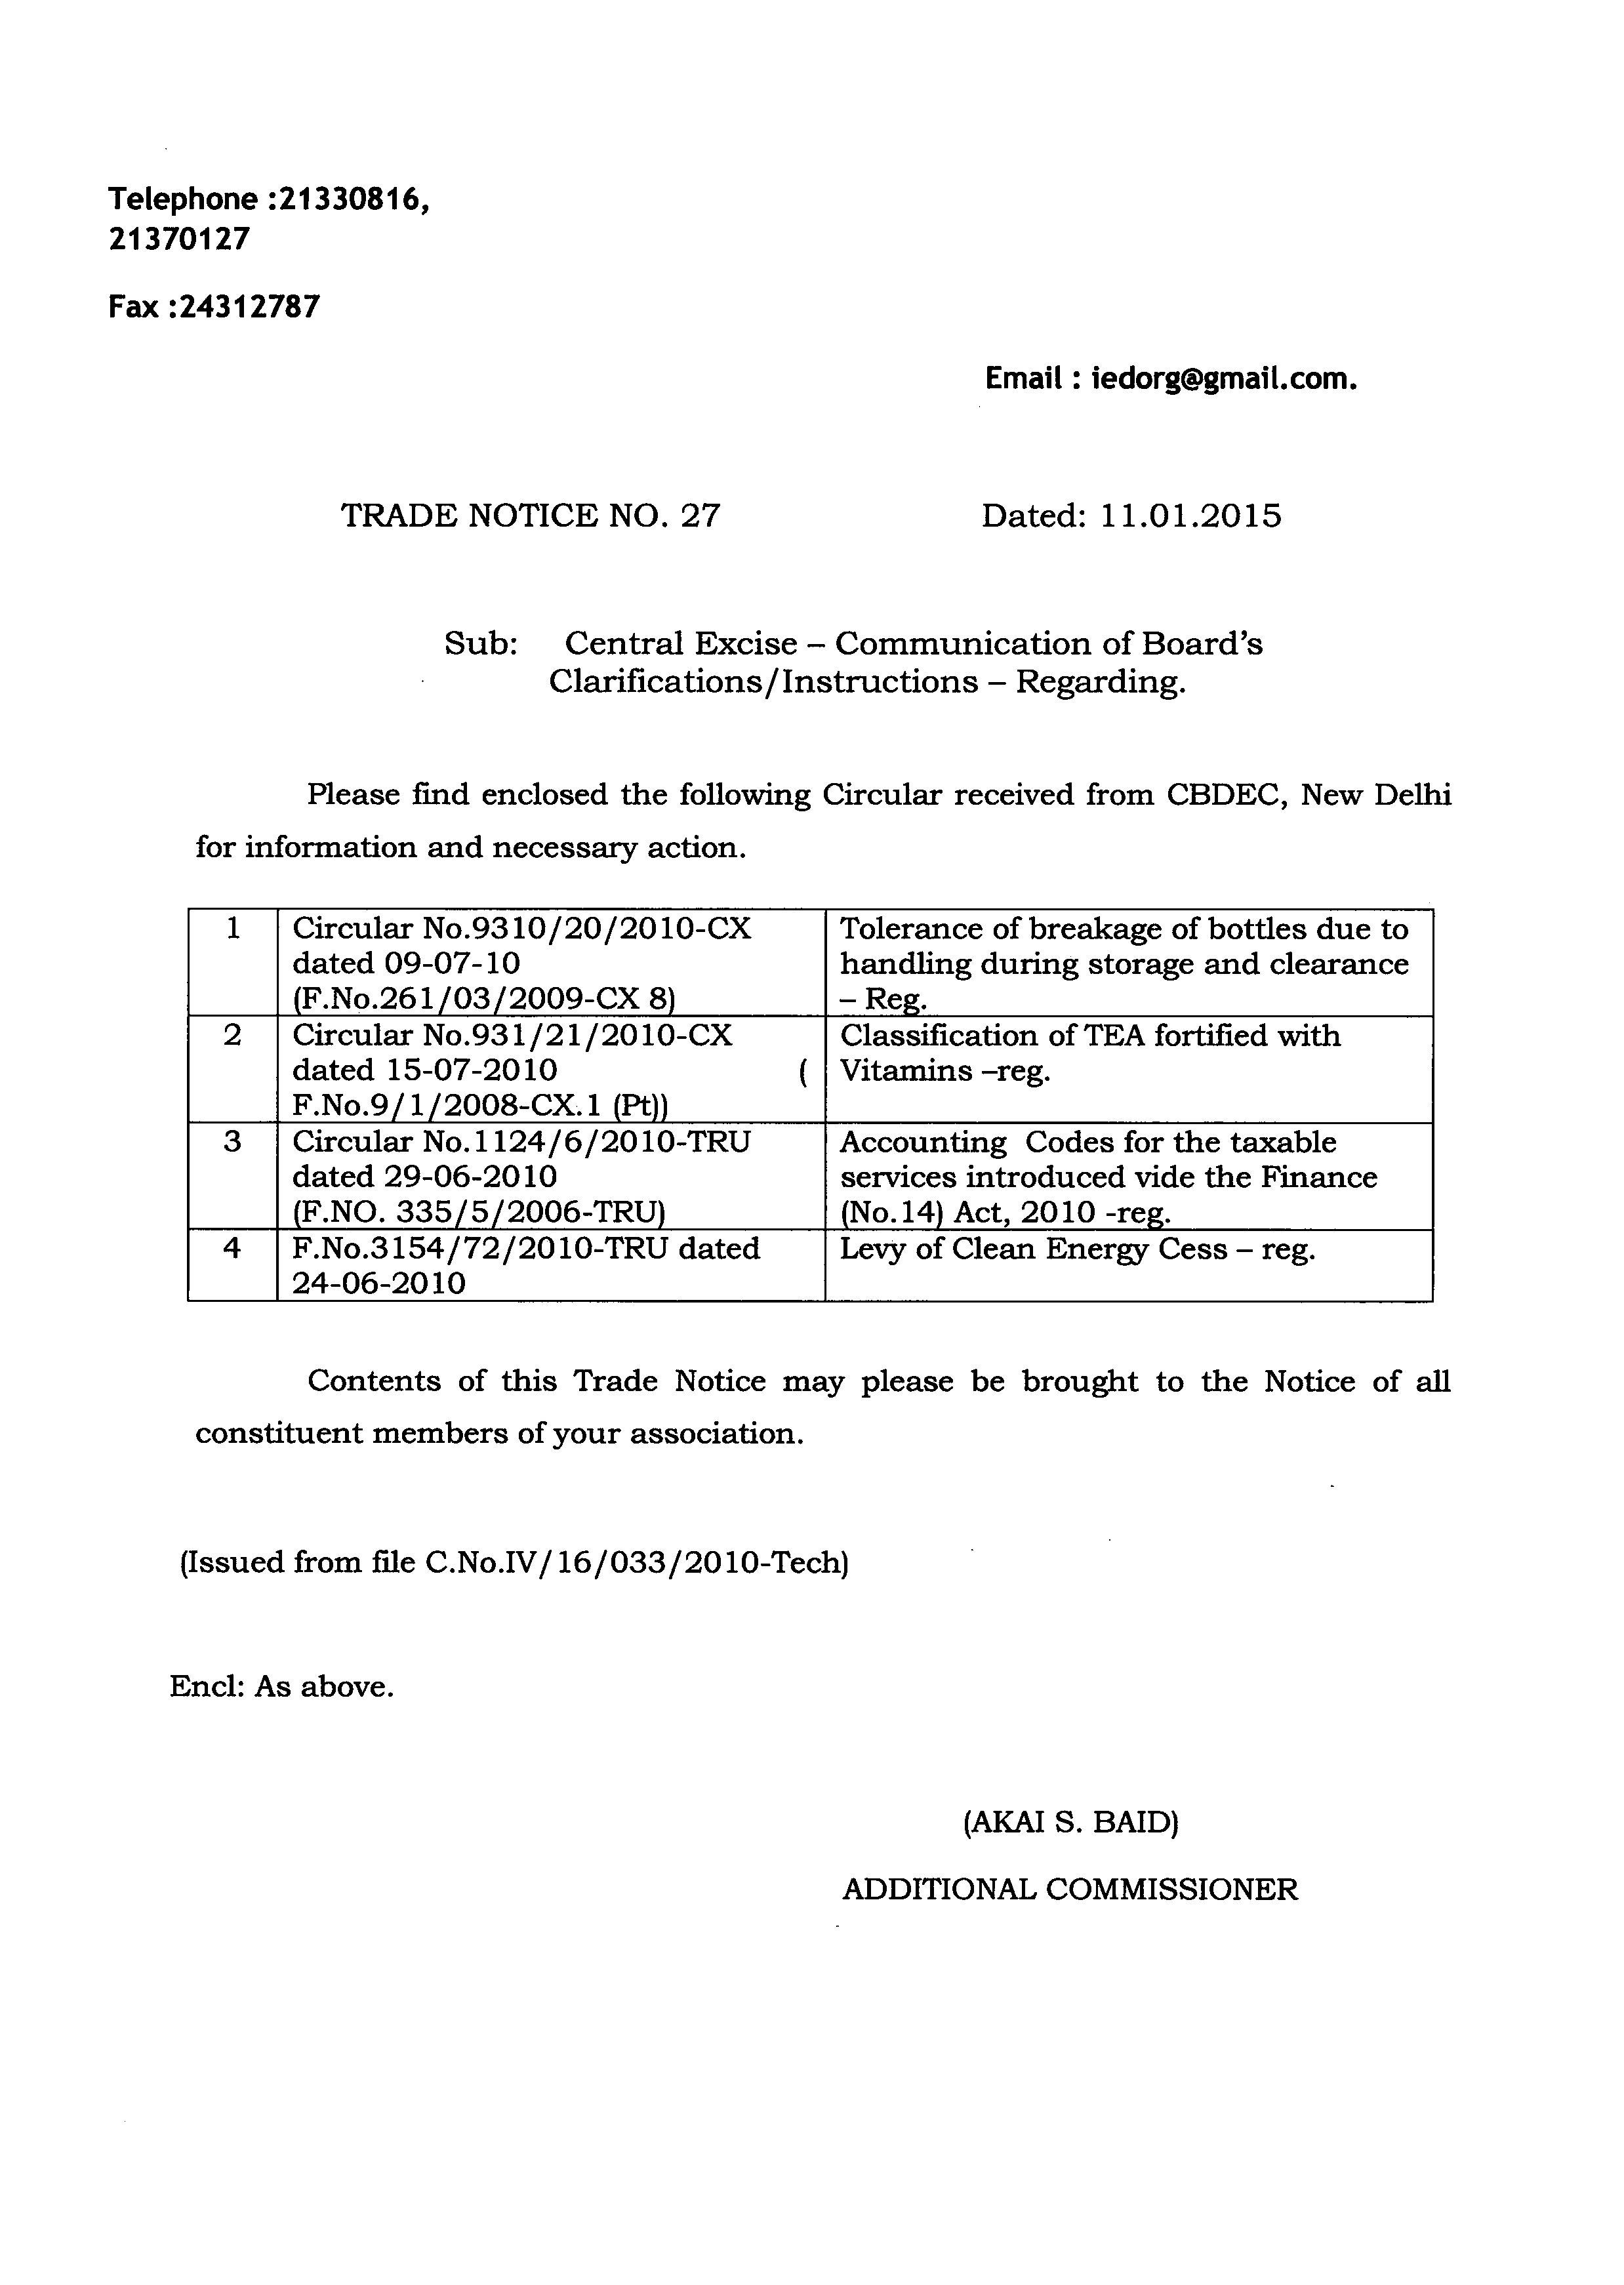 Telephone :21330816,
21370127
Fax :24312787
Email : iedorg@gmail.com.
TRADE NOTICE NO. 27 Dated: 11.01.2015
Sub: Central Excise – Communication of Board's
Clarifications/Instructions – Regarding.
Please find enclosed the following Circular received from CBDEC, New Delhi
for information and necessary action.
1 Circular No.9310/20/2010-CX Tolerance of breakage of bottles due to
dated 09-07-10 handling during storage and clearance
(F.No.261/03/2009-CX 8) – Reg.
2 Circular No.931/21/2010-CX Classification of TEA fortified with
dated 15-07-2010 ( Vitamins –reg.
F.No.9/1/2008-CX.1 (Pt))
3 Circular No.1124/6/2010-TRU Accounting Codes for the taxable
dated 29-06-2010 services introduced vide the Finance
(F.NO. 335/5/2006-TRU) (No.14) Act, 2010 -reg.
4 F.No.3154/72/2010-TRU dated Levy of Clean Energy Cess – reg.
24-06-2010
Contents of this Trade Notice may please be brought to the Notice of all
constituent members of your association.
(Issued from file C.No.IV/16/033/2010-Tech)
Encl: As above.
(AKAI S. BAID)
ADDITIONAL COMMISSIONER